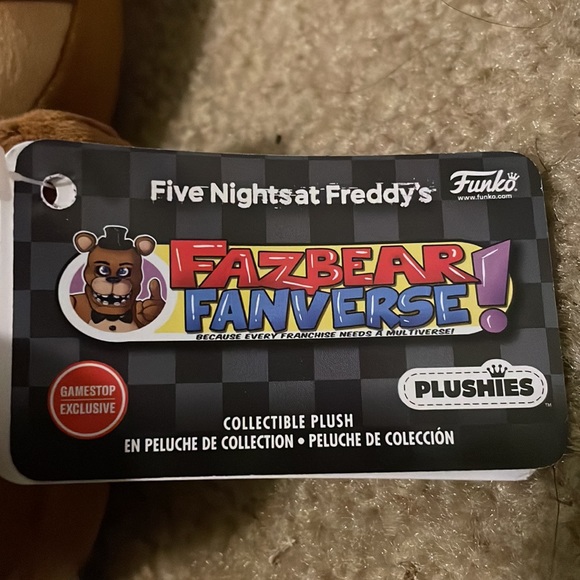 Five Nights at Freddy's
Funko
www.funko.com
FAZBEAR
FANVERSE!
BECAUSE EVERY FRANCHISE NEEDS A MULTIVERSE!
GAMESTOP
EXCLUSIVE
PLUSHIES™
COLLECTIBLE PLUSH
EN PELUCHE DE COLLECTION • PELUCHE DE COLECCIÓN